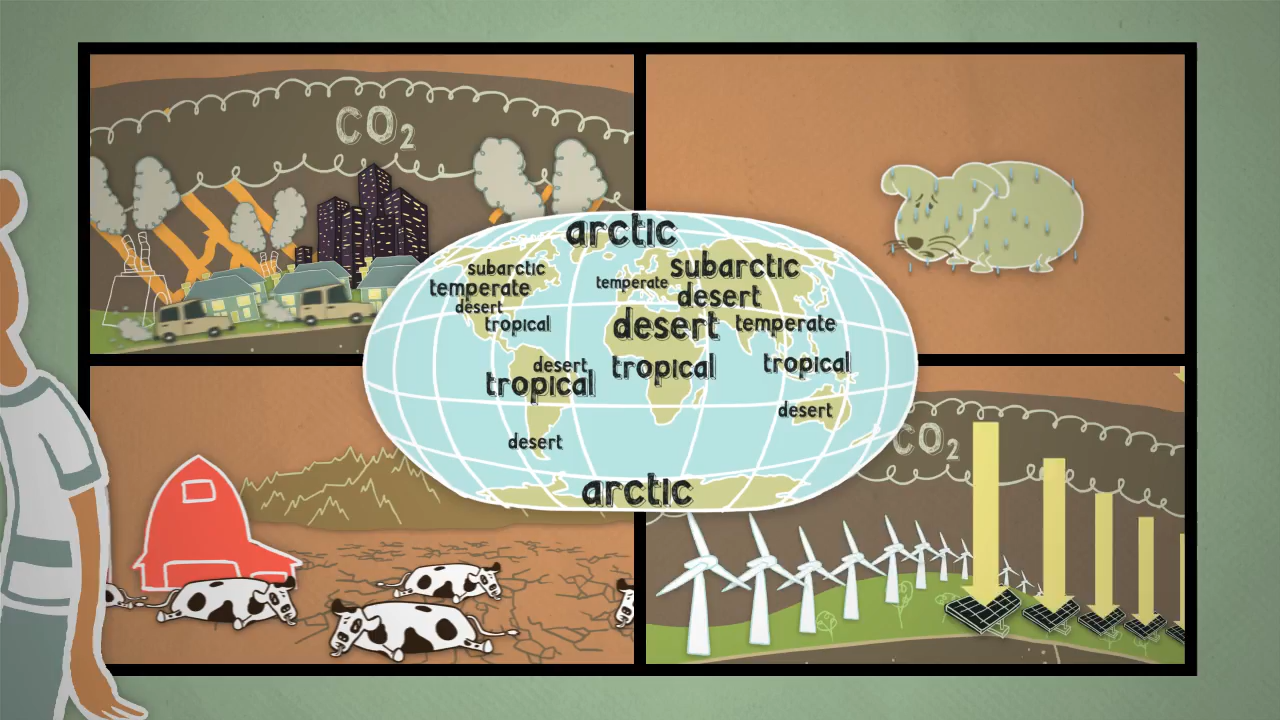 CO₂
arctic
subarctic
temperate
desert
tropical
desert
tropical
desert
temperate
subarctic
desert
desert
temperate
tropical
tropical
desert
arctic
CO₂